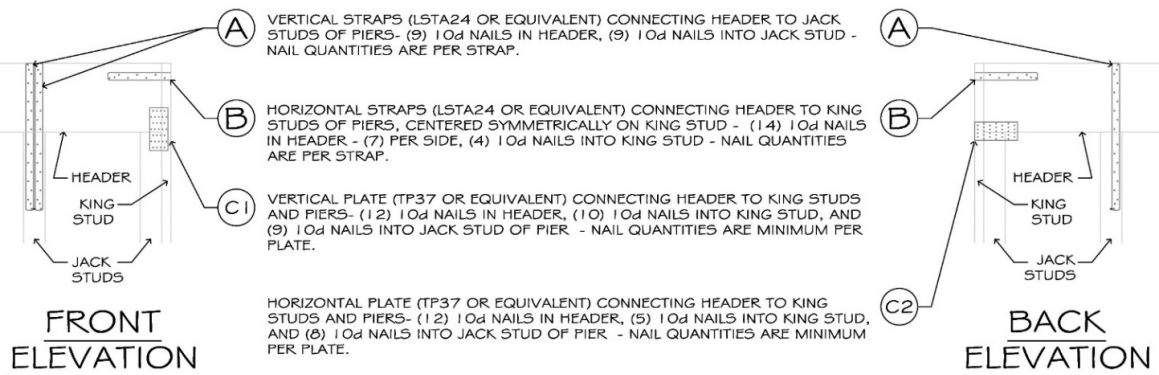 A
VERTICAL STRAPS (LSTA24 OR EQUIVALENT) CONNECTING HEADER TO JACK
STUDS OF PIERS- (9) 10d NAILS IN HEADER, (9) 10d NAILS INTO JACK STUD -
NAIL QUANTITIES ARE PER STRAP.
B
HORIZONTAL STRAPS (LSTA24 OR EQUIVALENT) CONNECTING HEADER TO KING
STUDS OF PIERS, CENTERED SYMMETRICALLY ON KING STUD - (14) 10d NAILS
IN HEADER - (7) PER SIDE, (4) 10d NAILS INTO KING STUD - NAIL QUANTITIES
ARE PER STRAP.
C1
VERTICAL PLATE (TP37 OR EQUIVALENT) CONNECTING HEADER TO KING STUDS
AND PIERS- (12) 10d NAILS IN HEADER, (10) 10d NAILS INTO KING STUD, AND
(9) 10d NAILS INTO JACK STUD OF PIER - NAIL QUANTITIES ARE MINIMUM PER
PLATE.
HORIZONTAL PLATE (TP37 OR EQUIVALENT) CONNECTING HEADER TO KING
STUDS AND PIERS- (12) 10d NAILS IN HEADER, (5) 10d NAILS INTO KING STUD,
AND (8) 10d NAILS INTO JACK STUD OF PIER - NAIL QUANTITIES ARE MINIMUM
PER PLATE.
C2
HEADER
KING
STUD
JACK
STUDS
FRONT
ELEVATION
A
B
HEADER
KING
STUD
JACK
STUDS
BACK
ELEVATION